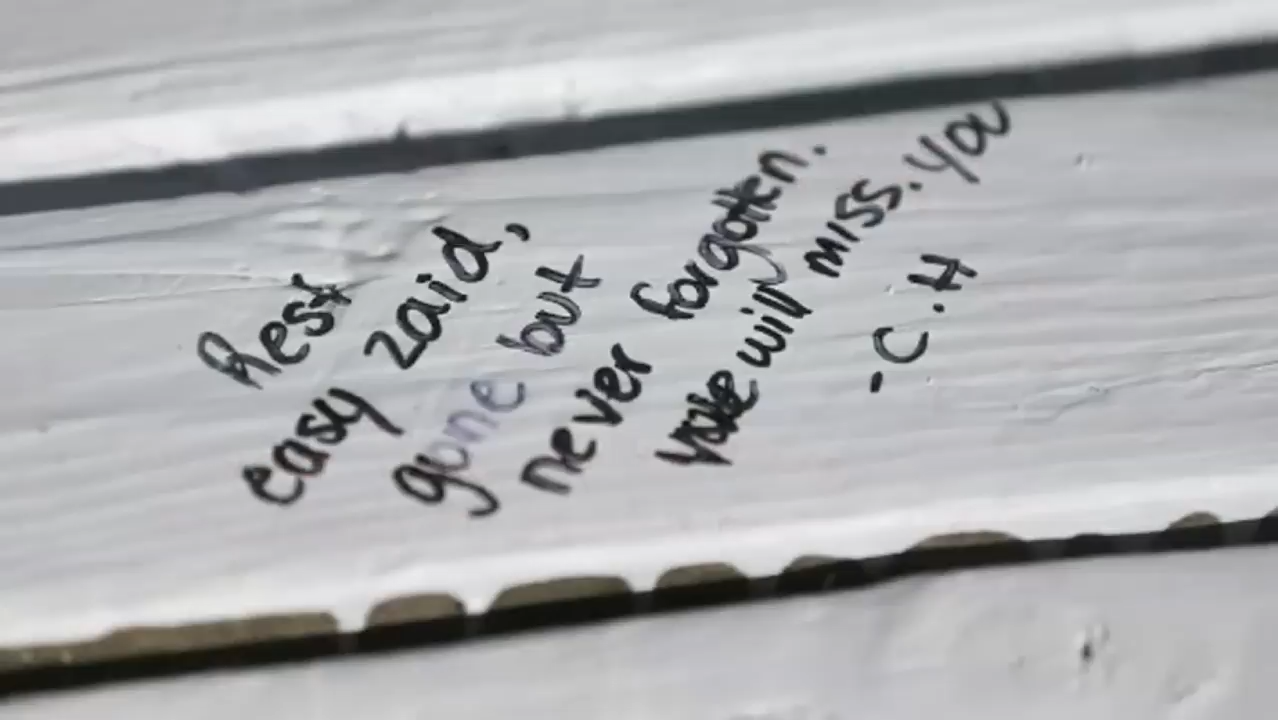 Rest
easy zaid,
gone but
never forgotten.
will miss. you
-C.H